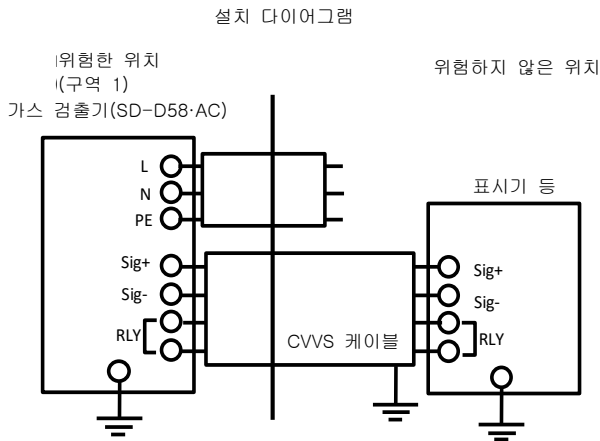 설치 다이어그램
위험한 위치
(구역 1)
가스 검출기(SD-D58·AC)
위험하지 않은 위치
L
N
PE
표시기 등
Sig+
Sig-
RLY
CVVS 케이블
Sig+
Sig-
RLY